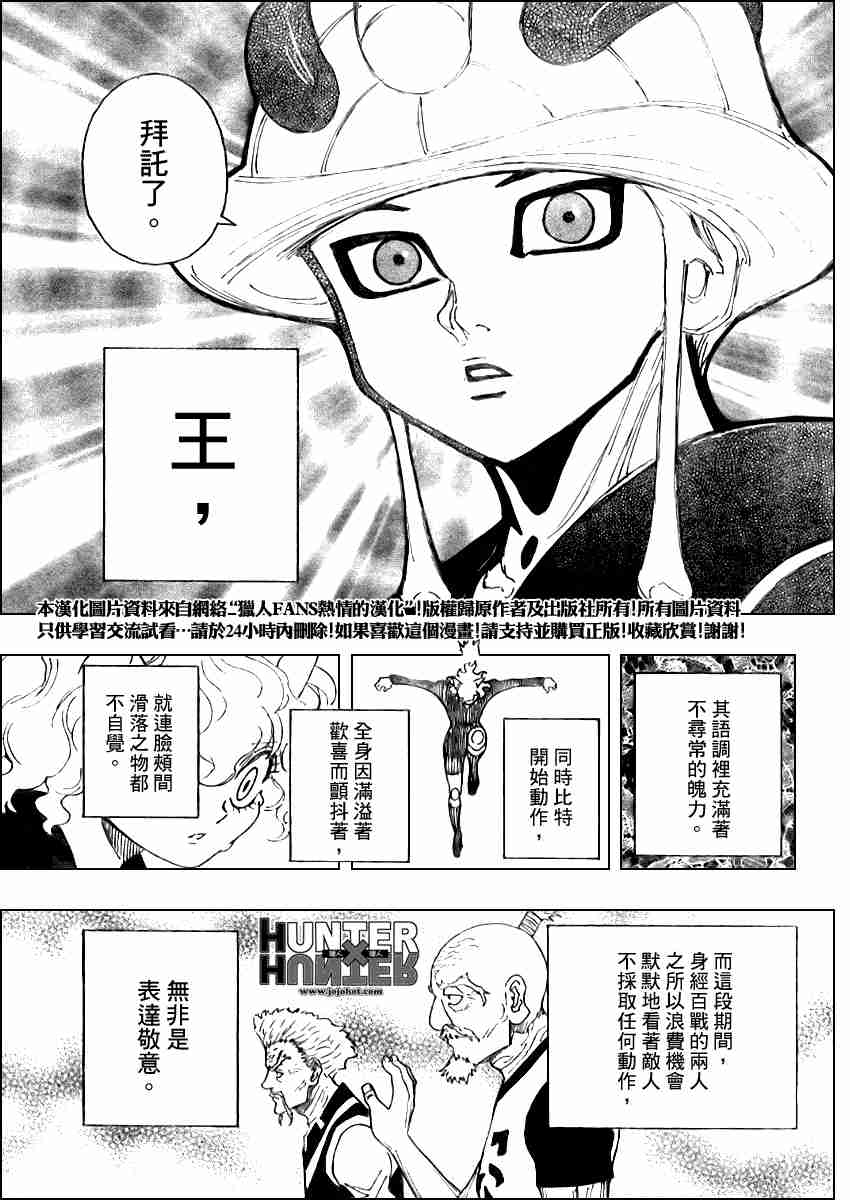 拜託了。
王，
本漢化圖片資料來自網絡“獵人FANS熱情的漢化”!版權歸原作者及出版社所有!所有圖片資料
只供學習交流試看…請於24小時內刪除!如果喜歡這個漫畫!請支持並購買正版!收藏欣賞!謝謝!
其語調裡充滿著
不尋常的魄力。
同時比特
開始動作，
全身因滿溢著
歡喜而顫抖著，
就連臉頰間
滑落之物都
不自覺。
而這段期間，
身經百戰的兩人
之所以浪費機會
默默地看著敵人
不採取任何動作，
HUNTER
獵人 獵人
HUNTER
www.jojohot.com
無非是
表達敬意。